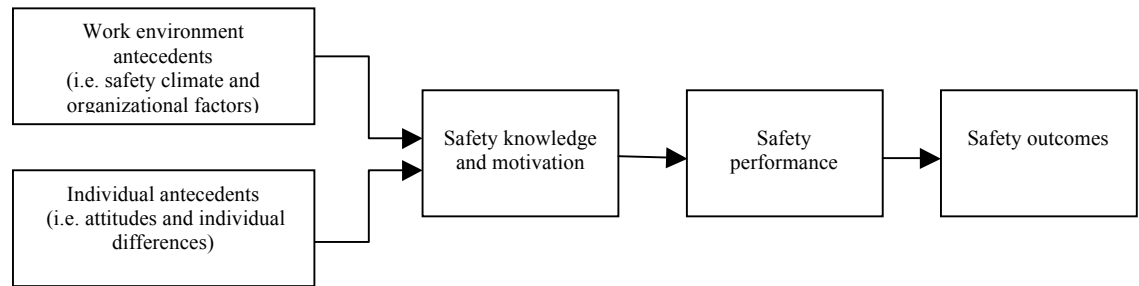 Work environment
antecedents
(i.e. safety climate and
organizational factors)
Individual antecedents
(i.e. attitudes and individual
differences)
Safety knowledge
and motivation
Safety
performance
Safety outcomes